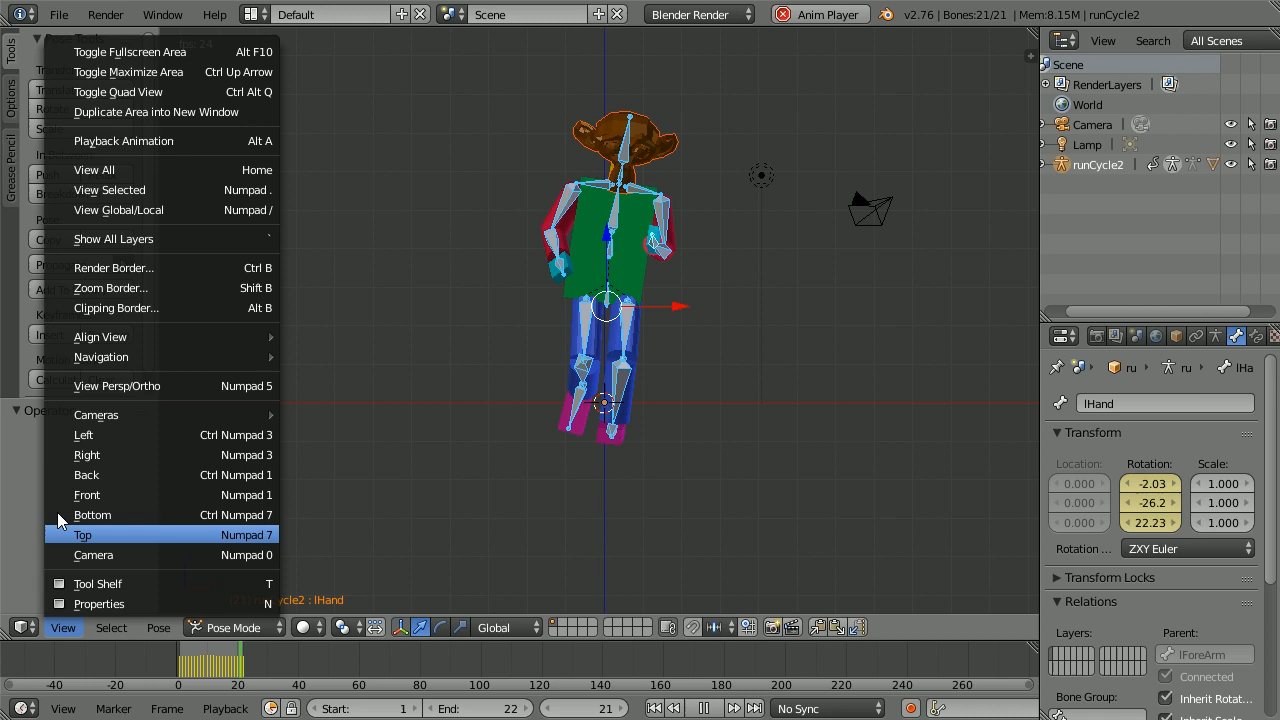 File Render Window Help Default Scene Blender Render Anim Player v2.76 | Bones:21/21 | Mem:8.15M | runCycle2
Toggle Fullscreen Area Alt F10
Toggle Maximize Area Ctrl Up Arrow
Toggle Quad View Ctrl Alt Q
Duplicate Area into New Window
Playback Animation Alt A
View All Home
View Selected Numpad .
View Global/Local Numpad /
Show All Layers `
Render Border... Ctrl B
Zoom Border... Shift B
Clipping Border... Alt B
Align View
Navigation
View Persp/Ortho Numpad 5
Cameras
Left Ctrl Numpad 3
Right Numpad 3
Back Ctrl Numpad 1
Front Numpad 1
Bottom Ctrl Numpad 7
Top Numpad 7
Camera Numpad 0
Tool Shelf T
Properties N
Tools
Options
Grease Pencil
View Select Pose Pose Mode Global
-40 -20 0 20 40 60 80 100 120 140 160 180 200 220 240 260
View Marker Frame Playback Start: 1 End: 22 21 No Sync
View Search All Scenes
Scene
RenderLayers
World
Camera
Lamp
runCycle2
ru ru lHa
lHand
Transform
Location: Rotation: Scale:
0.000 -2.03 1.000
0.000 -26.2 1.000
0.000 22.23 1.000
Rotation ... ZXY Euler
Transform Locks
Relations
Layers: Parent:
lForeArm
Connected
Bone Group: Inherit Rotat...